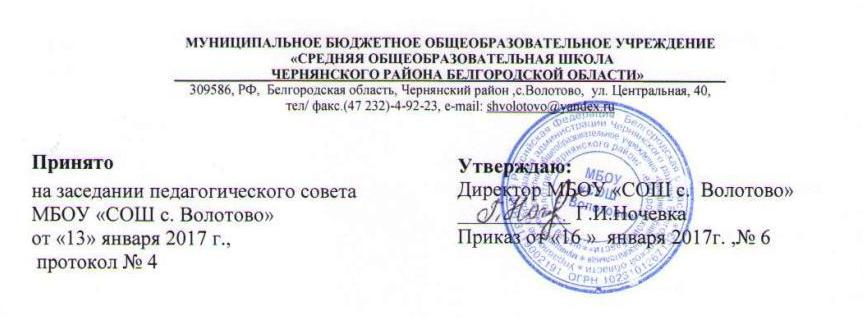 МУНИЦИПАЛЬНОЕ БЮДЖЕТНОЕ ОБЩЕОБРАЗОВАТЕЛЬНОЕ УЧРЕЖДЕНИЕ
«СРЕДНЯЯ ОБЩЕОБРАЗОВАТЕЛЬНАЯ ШКОЛА
ЧЕРНЯНСКОГО РАЙОНА БЕЛГОРОДСКОЙ ОБЛАСТИ»
309586, РФ, Белгородская область, Чернянский район ,с.Волотово, ул. Центральная, 40,
тел/ факс.(47 232)-4-92-23, e-mail: shvolotovo@yandex.ru
Принято
на заседании педагогического совета
МБОУ «СОШ с. Волотово»
от «13» января 2017 г.,
протокол № 4
Утверждаю:
Директор МБОУ «СОШ с. Волотово»
Г.И.Ночевка
Приказ от «16 » января 2017г. ,№ 6
МБОУ
СОШ